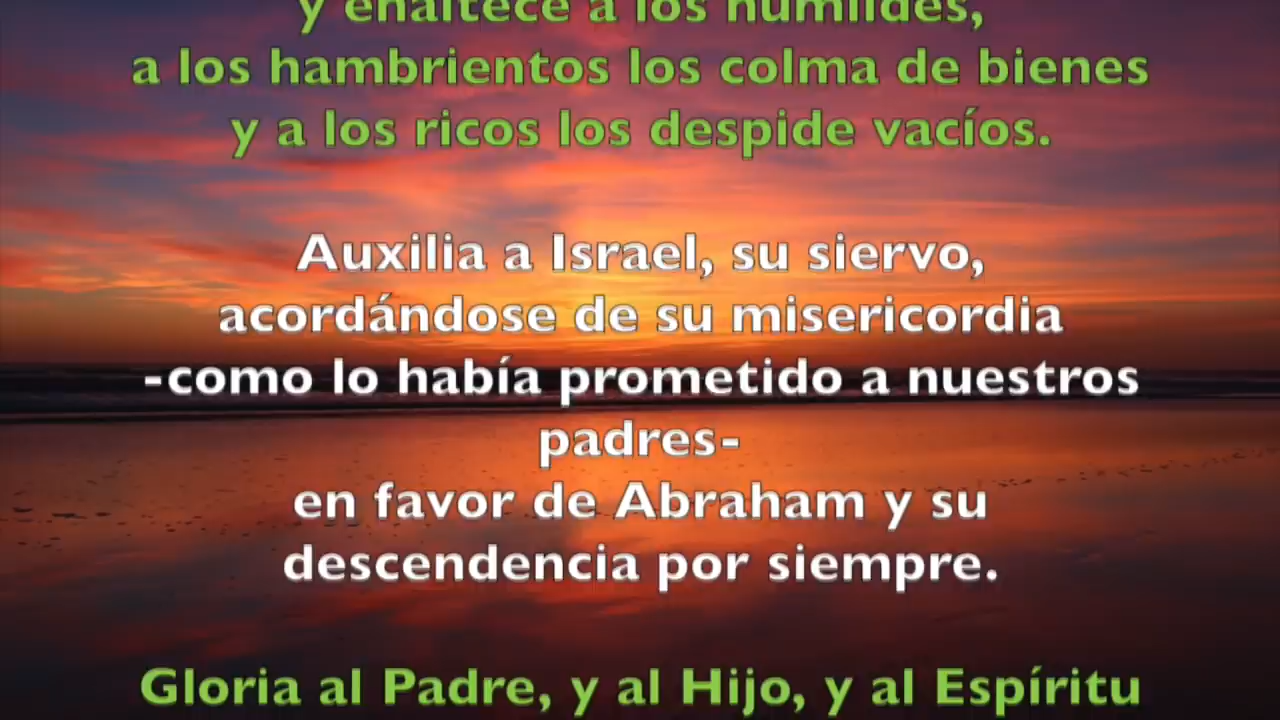 y enaltece a los humildes,
a los hambrientos los colma de bienes
y a los ricos los despide vacíos.
Auxilia a Israel, su siervo,
acordándose de su misericordia
-como lo había prometido a nuestros
padres-
en favor de Abraham y su
descendencia por siempre.
Gloria al Padre, y al Hijo, y al Espíritu